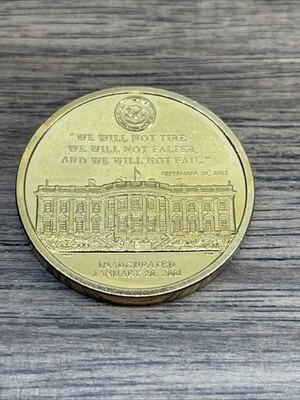 "WE WILL NOT TIRE,
WE WILL NOT FALTER,
AND WE WILL NOT FAIL."
SEPTEMBER 20, 2001
INAUGURATED
JANUARY 20, 2001